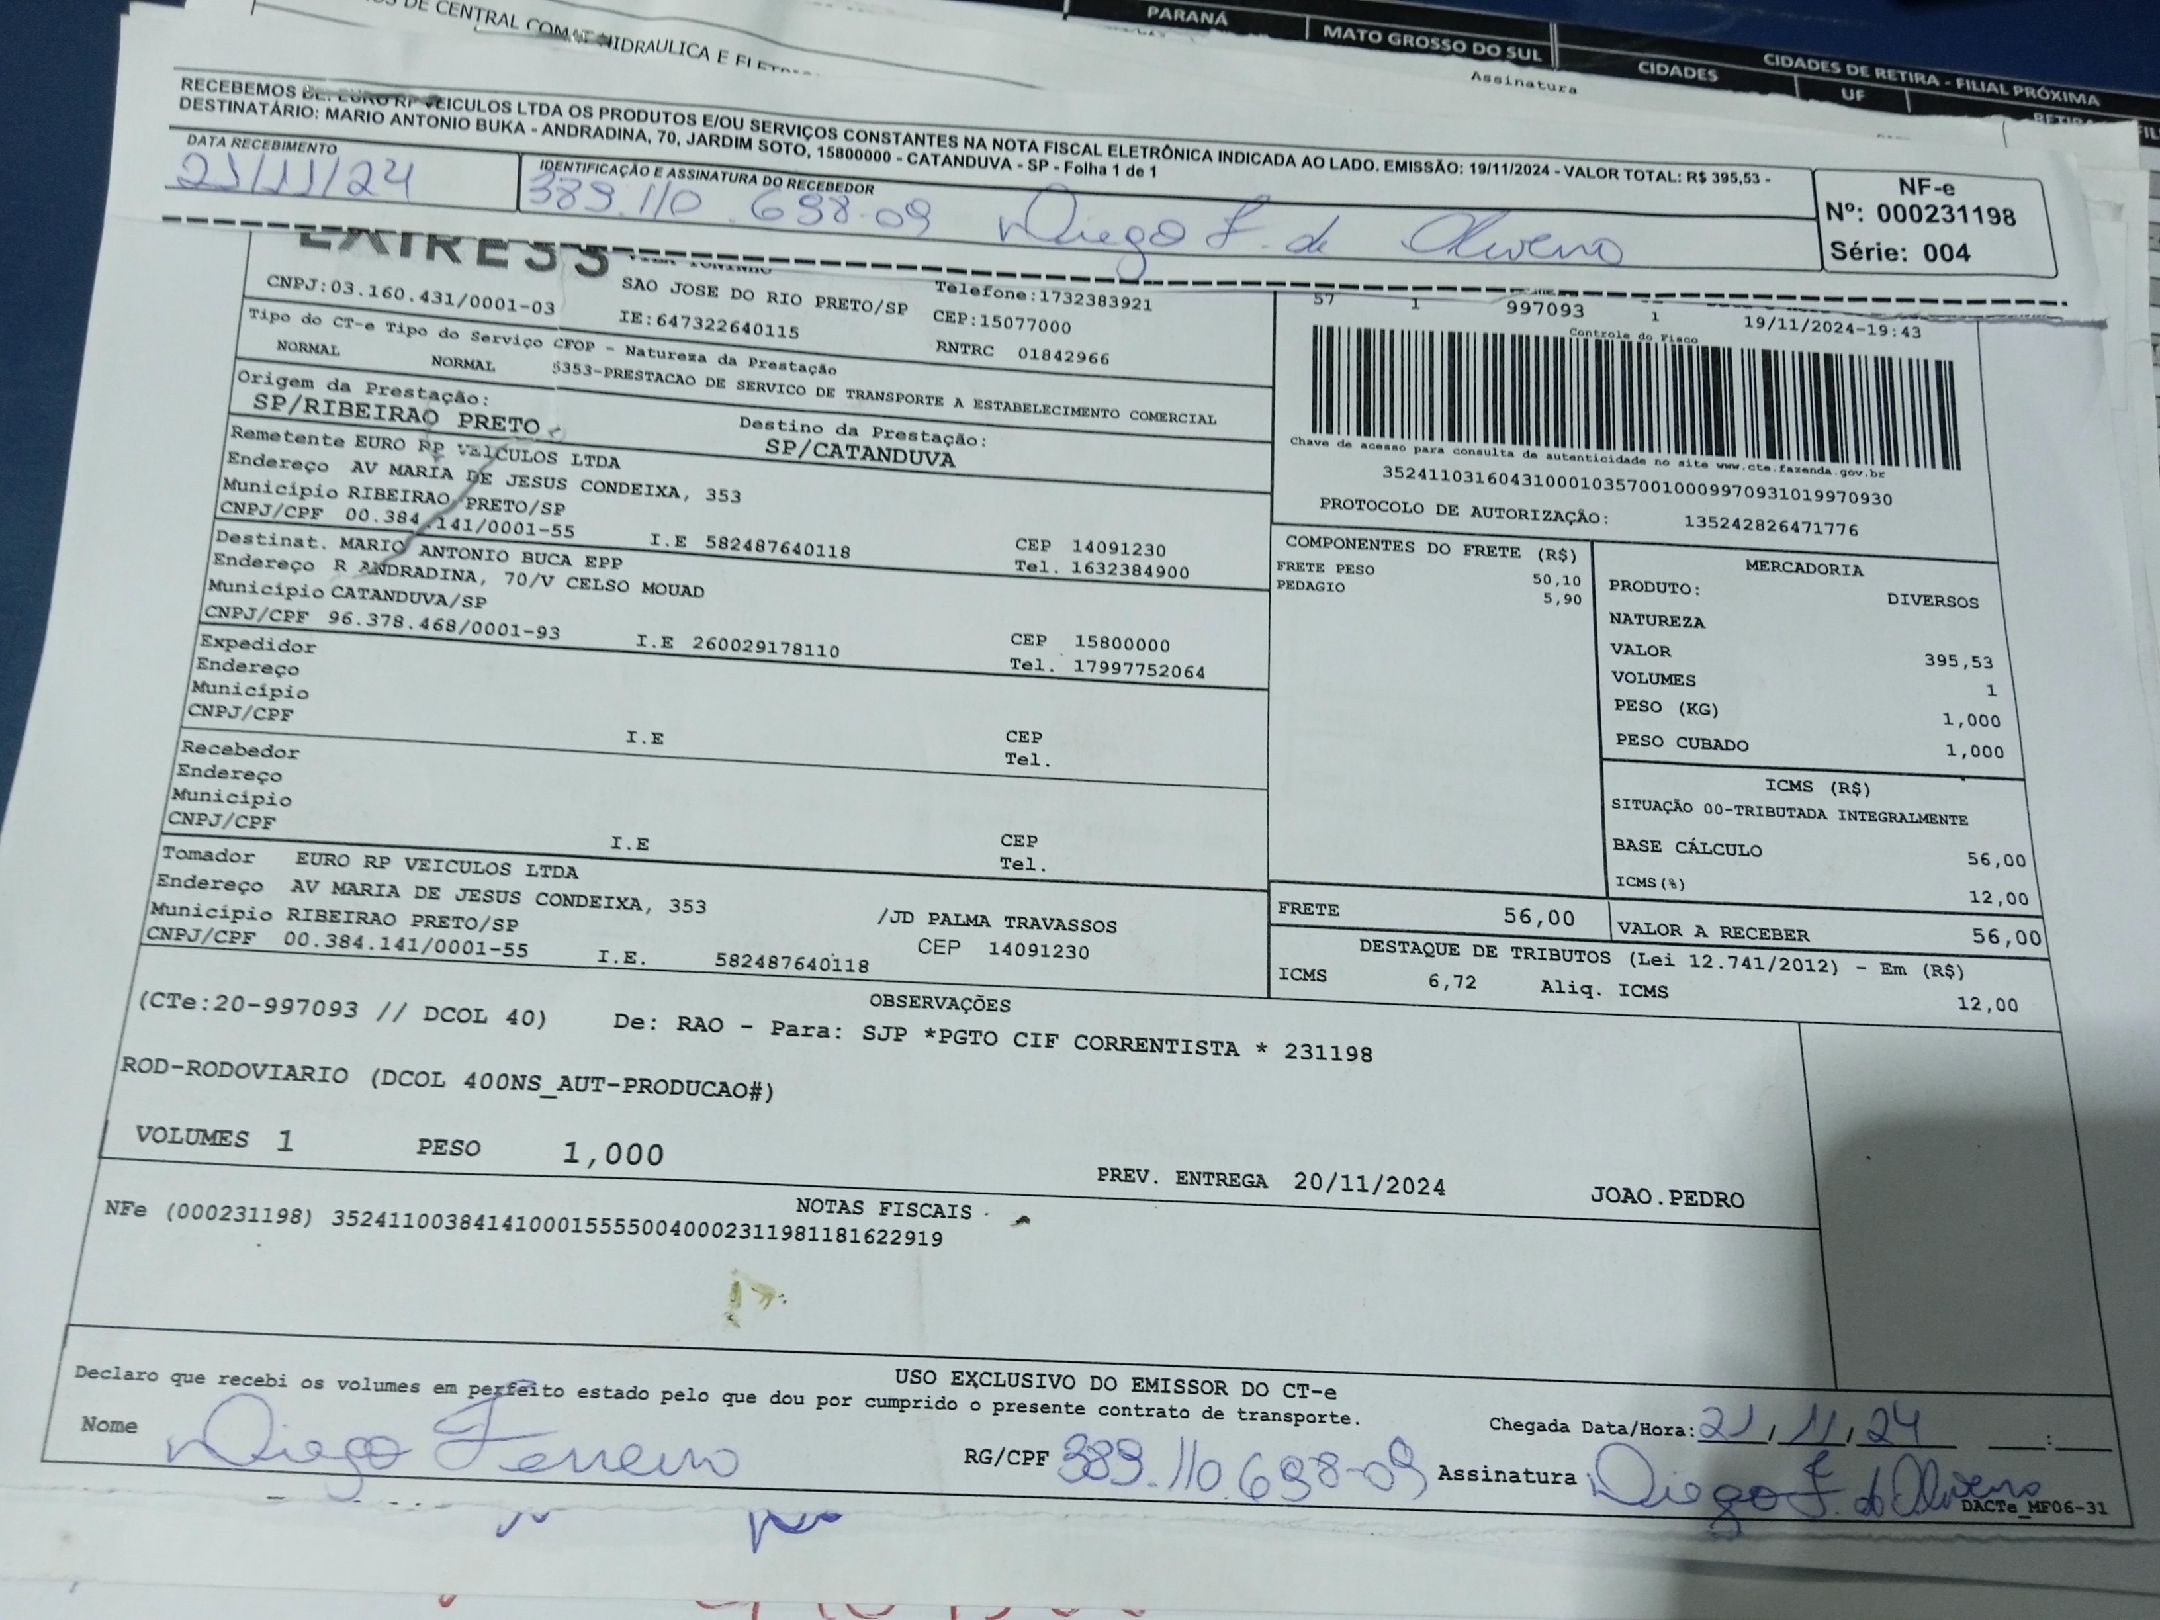 DE CENTRAL COMAT HIDRAULICA E
PARANÁ
MATO GROSSO DO SUL
CIDADES
CIDADES DE RETIRA - FILIAL PRÓXIMA
UF
Assinatura
RECEBEMOS DE: EURO RP VEICULOS LTDA OS PRODUTOS E/OU SERVIÇOS CONSTANTES NA NOTA FISCAL ELETRÔNICA INDICADA AO LADO. EMISSÃO: 19/11/2024 - VALOR TOTAL: R$ 395,53 -
DESTINATÁRIO: MARIO ANTONIO BUKA - ANDRADINA, 70, JARDIM SOTO, 15800000 - CATANDUVA - SP - Folha 1 de 1
DATA RECEBIMENTO
21/11/24
IDENTIFICAÇÃO E ASSINATURA DO RECEBEDOR
389.110.698-09 Diego F. de Oliveira
NF-e
Nº: 000231198
Série: 004
CNPJ:03.160.431/0001-03
SAO JOSE DO RIO PRETO/SP
IE:647322640115
Telefone:1732383921
CEP:15077000
RNTRC 01842966
57 1 997093 1 19/11/2024-19:43
Controle do Fisco
Tipo do CT-e Tipo do Serviço CFOP - Natureza da Prestação
NORMAL NORMAL 5353-PRESTACAO DE SERVICO DE TRANSPORTE A ESTABELECIMENTO COMERCIAL
Origem da Prestação:
SP/RIBEIRAO PRETO
Destino da Prestação:
SP/CATANDUVA
Chave de acesso para consulta de autenticidade no site www.cte.fazenda.gov.br
35241103160431000103570010009970931019970930
PROTOCOLO DE AUTORIZAÇÃO: 135242826471776
Remetente EURO RP VEICULOS LTDA
Endereço AV MARIA DE JESUS CONDEIXA, 353
Município RIBEIRAO PRETO/SP
CNPJ/CPF 00.384.141/0001-55 I.E 582487640118
CEP 14091230
Tel. 1632384900
Destinat. MARIO ANTONIO BUCA EPP
Endereço R ANDRADINA, 70/V CELSO MOUAD
Município CATANDUVA/SP
CNPJ/CPF 96.378.468/0001-93 I.E 260029178110
CEP 15800000
Tel. 17997752064
Expedidor
Endereço
Município
CNPJ/CPF I.E
CEP
Tel.
Recebedor
Endereço
Município
CNPJ/CPF I.E
CEP
Tel.
Tomador EURO RP VEICULOS LTDA
Endereço AV MARIA DE JESUS CONDEIXA, 353 /JD PALMA TRAVASSOS
Município RIBEIRAO PRETO/SP CEP 14091230
CNPJ/CPF 00.384.141/0001-55 I.E. 582487640118
COMPONENTES DO FRETE (R$)
FRETE PESO 50,10
PEDAGIO 5,90
MERCADORIA
PRODUTO: DIVERSOS
NATUREZA
VALOR 395,53
VOLUMES 1
PESO (KG) 1,000
PESO CUBADO 1,000
ICMS (R$)
SITUAÇÃO 00-TRIBUTADA INTEGRALMENTE
BASE CÁLCULO 56,00
ICMS(%) 12,00
FRETE 56,00
VALOR A RECEBER 56,00
DESTAQUE DE TRIBUTOS (Lei 12.741/2012) - Em (R$)
ICMS 6,72 Aliq. ICMS 12,00
OBSERVAÇÕES
(CTe:20-997093 // DCOL 40) De: RAO - Para: SJP *PGTO CIF CORRENTISTA * 231198
ROD-RODOVIARIO (DCOL 400NS_AUT-PRODUCAO#)
VOLUMES 1 PESO 1,000
PREV. ENTREGA 20/11/2024 JOAO.PEDRO
NOTAS FISCAIS
NFe (000231198) 35241100384141000155550040002311981181622919
USO EXCLUSIVO DO EMISSOR DO CT-e
Declaro que recebi os volumes em perfeito estado pelo que dou por cumprido o presente contrato de transporte.
Chegada Data/Hora: 21/11/24 __:__
Nome Diego Ferreira
RG/CPF 389.110.698-09
Assinatura Diego F. de Oliveira
DACTe_MF06-31